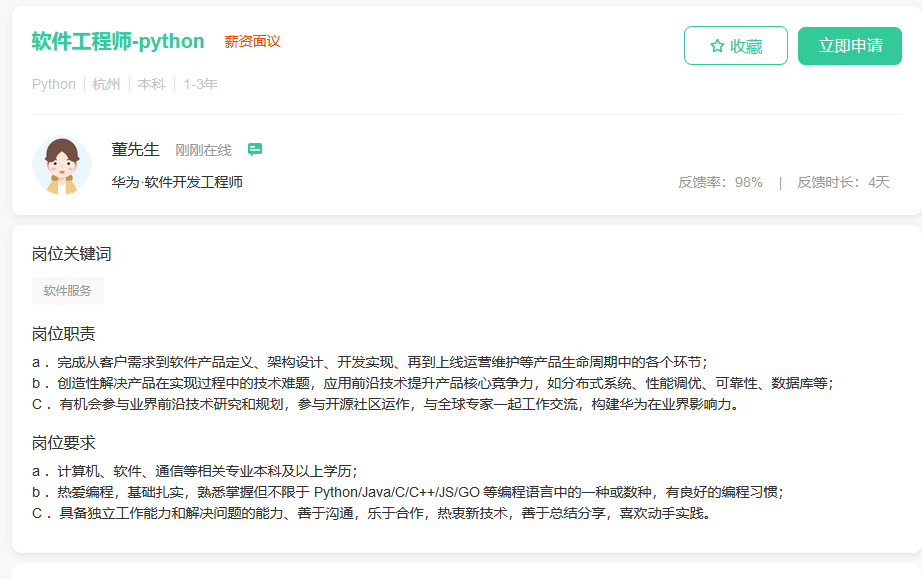 软件工程师-python 薪资面议 收藏 立即申请
Python | 杭州 | 本科 | 1-3年
董先生 刚刚在线
华为·软件开发工程师 反馈率：98% | 反馈时长：4天
岗位关键词
软件服务
岗位职责
a． 完成从客户需求到软件产品定义、架构设计、开发实现、再到上线运营维护等产品生命周期中的各个环节；
b． 创造性解决产品在实现过程中的技术难题，应用前沿技术提升产品核心竞争力，如分布式系统、性能调优、可靠性、数据库等；
C． 有机会参与业界前沿技术研究和规划，参与开源社区运作，与全球专家一起工作交流，构建华为在业界影响力。
岗位要求
a． 计算机、软件、通信等相关专业本科及以上学历；
b． 热爱编程，基础扎实，熟悉掌握但不限于 Python/Java/C/C++/JS/GO 等编程语言中的一种或数种，有良好的编程习惯；
C． 具备独立工作能力和解决问题的能力、善于沟通，乐于合作，热衷新技术，善于总结分享，喜欢动手实践。